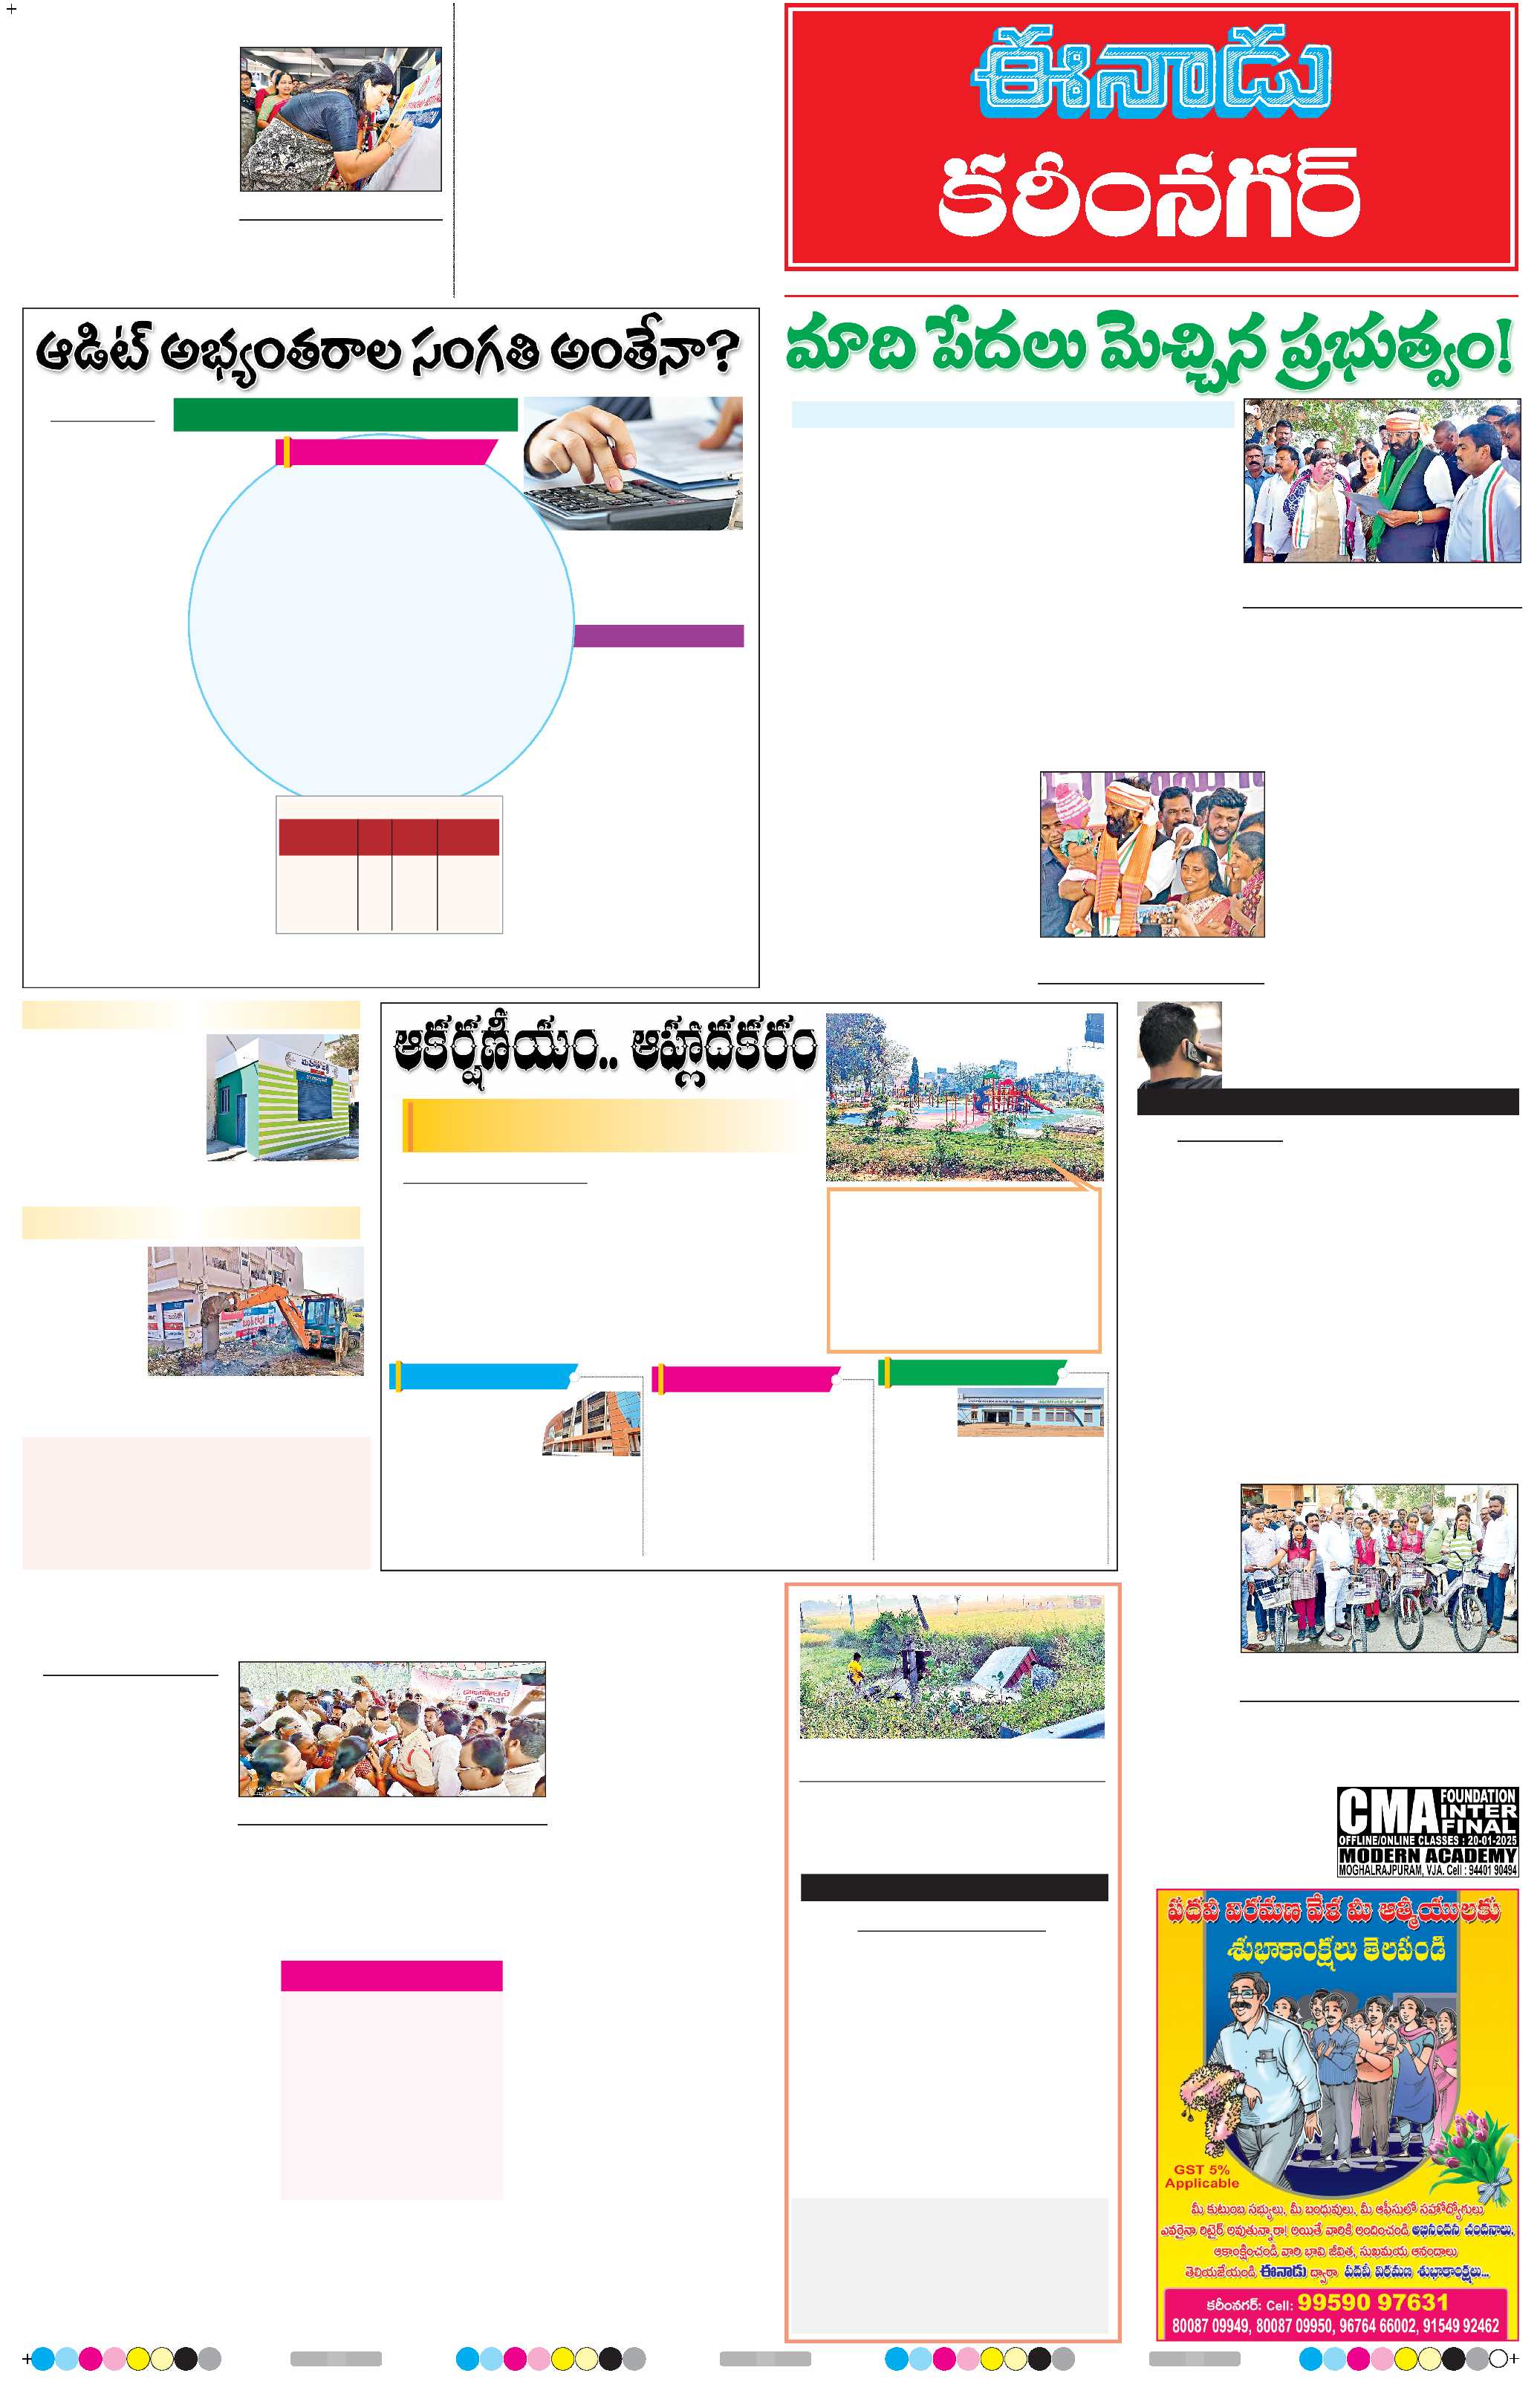 ఈనాడు
కరీంనగర్
ఆడిట్ అభ్యంతరాల సంగతి అంతేనా?
మాది పేదలు మెచ్చిన ప్రభుత్వం!
ఆకర్షణీయం.. ఆహ్లాదకరం
CMA FOUNDATION
INTER
FINAL
OFFLINE/ONLINE CLASSES : 20-01-2025
MODERN ACADEMY
MOGHALRAJPURAM, VJA. Cell : 94401 90494
పదవీ విరమణ వేళ మీ ఆత్మీయులకు
శుభాకాంక్షలు తెలపండి
GST 5%
Applicable
మీ కుటుంబ సభ్యులు, మీ బంధువులు, మీ ఆఫీసులో సహోద్యోగులు
ఎవరైనా రిటైర్ అవుతున్నారా! అయితే వారికి అందించండి అభినందన చందనాలు,
ఆకాంక్షించండి వారి భావి జీవిత, సుఖమయ ఆనందాలు
తెలియజేయండి ఈనాడు ద్వారా పదవీ విరమణ శుభాకాంక్షలు...
కరీంనగర్: Cell: 99590 97631
80087 09949, 80087 09950, 96764 66002, 91549 92462